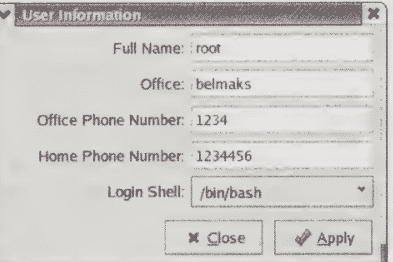 User Information
Full Name: root
Office: belmaks
Office Phone Number: 1234
Home Phone Number: 1234456
Login Shell: /bin/bash
Close Apply